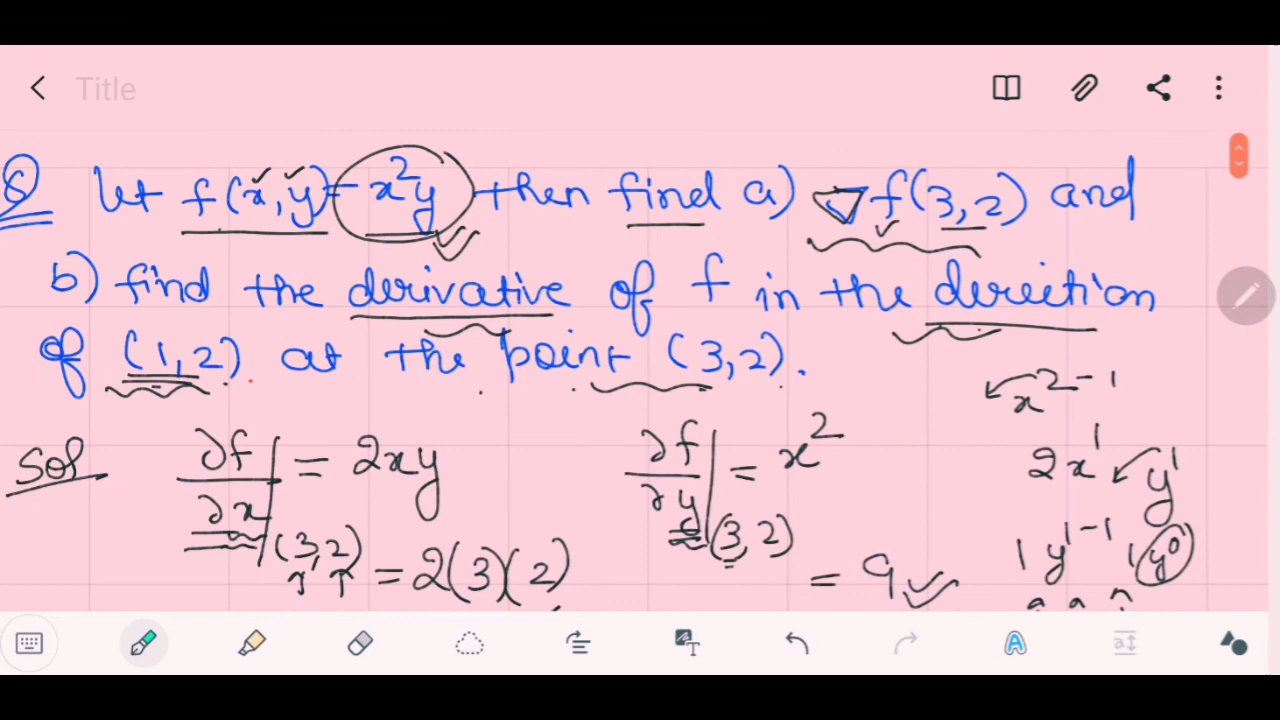 Title
Q Let f(x,y)=x²y then find a) ▽f(3,2) and
b) find the derivative of f in the direction
of (1,2) at the point (3,2).
x²⁻¹
Sol ∂f/∂x|(3,2) = 2xy ∂f/∂y|(3,2) = x² 2x¹ y¹
= 2(3)(2) = 9 1y¹⁻¹ 1y⁰